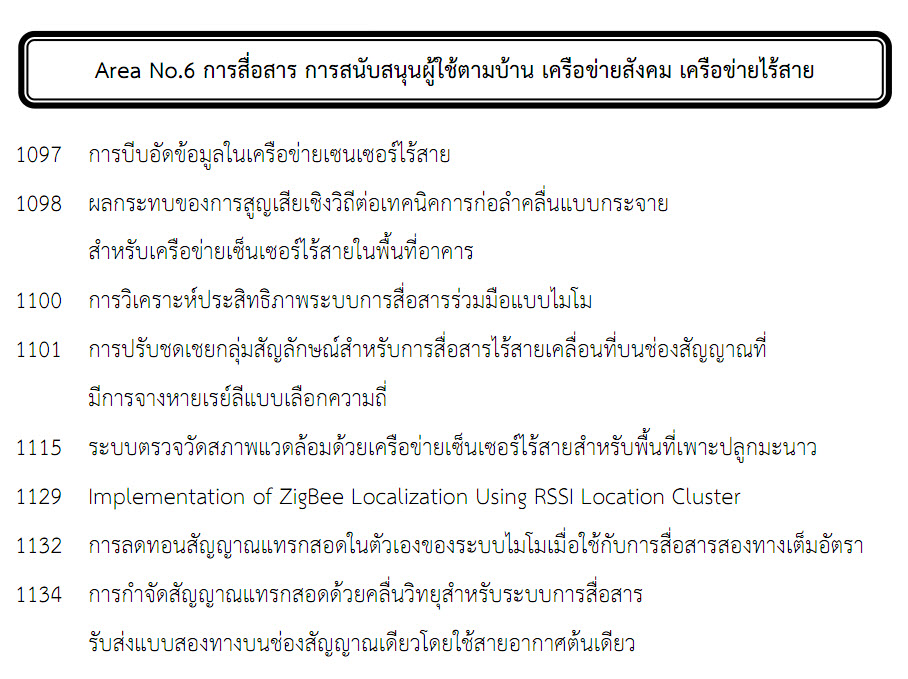 Area No.6 การสื่อสาร การสนับสนุนผู้ใช้ตามบ้าน เครือข่ายสังคม เครือข่ายไร้สาย
1097 การบีบอัดข้อมูลในเครือข่ายเซนเซอร์ไร้สาย
1098 ผลกระทบของการสูญเสียเชิงวิถีต่อเทคนิคการก่อลำคลื่นแบบกระจาย
สำหรับเครือข่ายเซ็นเซอร์ไร้สายในพื้นที่อาคาร
1100 การวิเคราะห์ประสิทธิภาพระบบการสื่อสารร่วมมือแบบไมโม
1101 การปรับชดเชยกลุ่มสัญลักษณ์สำหรับการสื่อสารไร้สายเคลื่อนที่บนช่องสัญญาณที่
มีการจางหายเรย์ลีแบบเลือกความถี่
1115 ระบบตรวจวัดสภาพแวดล้อมด้วยเครือข่ายเซ็นเซอร์ไร้สายสำหรับพื้นที่เพาะปลูกมะนาว
1129 Implementation of ZigBee Localization Using RSSI Location Cluster
1132 การลดทอนสัญญาณแทรกสอดในตัวเองของระบบไมโมเมื่อใช้กับการสื่อสารสองทางเต็มอัตรา
1134 การกำจัดสัญญาณแทรกสอดด้วยคลื่นวิทยุสำหรับระบบการสื่อสาร
รับส่งแบบสองทางบนช่องสัญญาณเดียวโดยใช้สายอากาศต้นเดียว